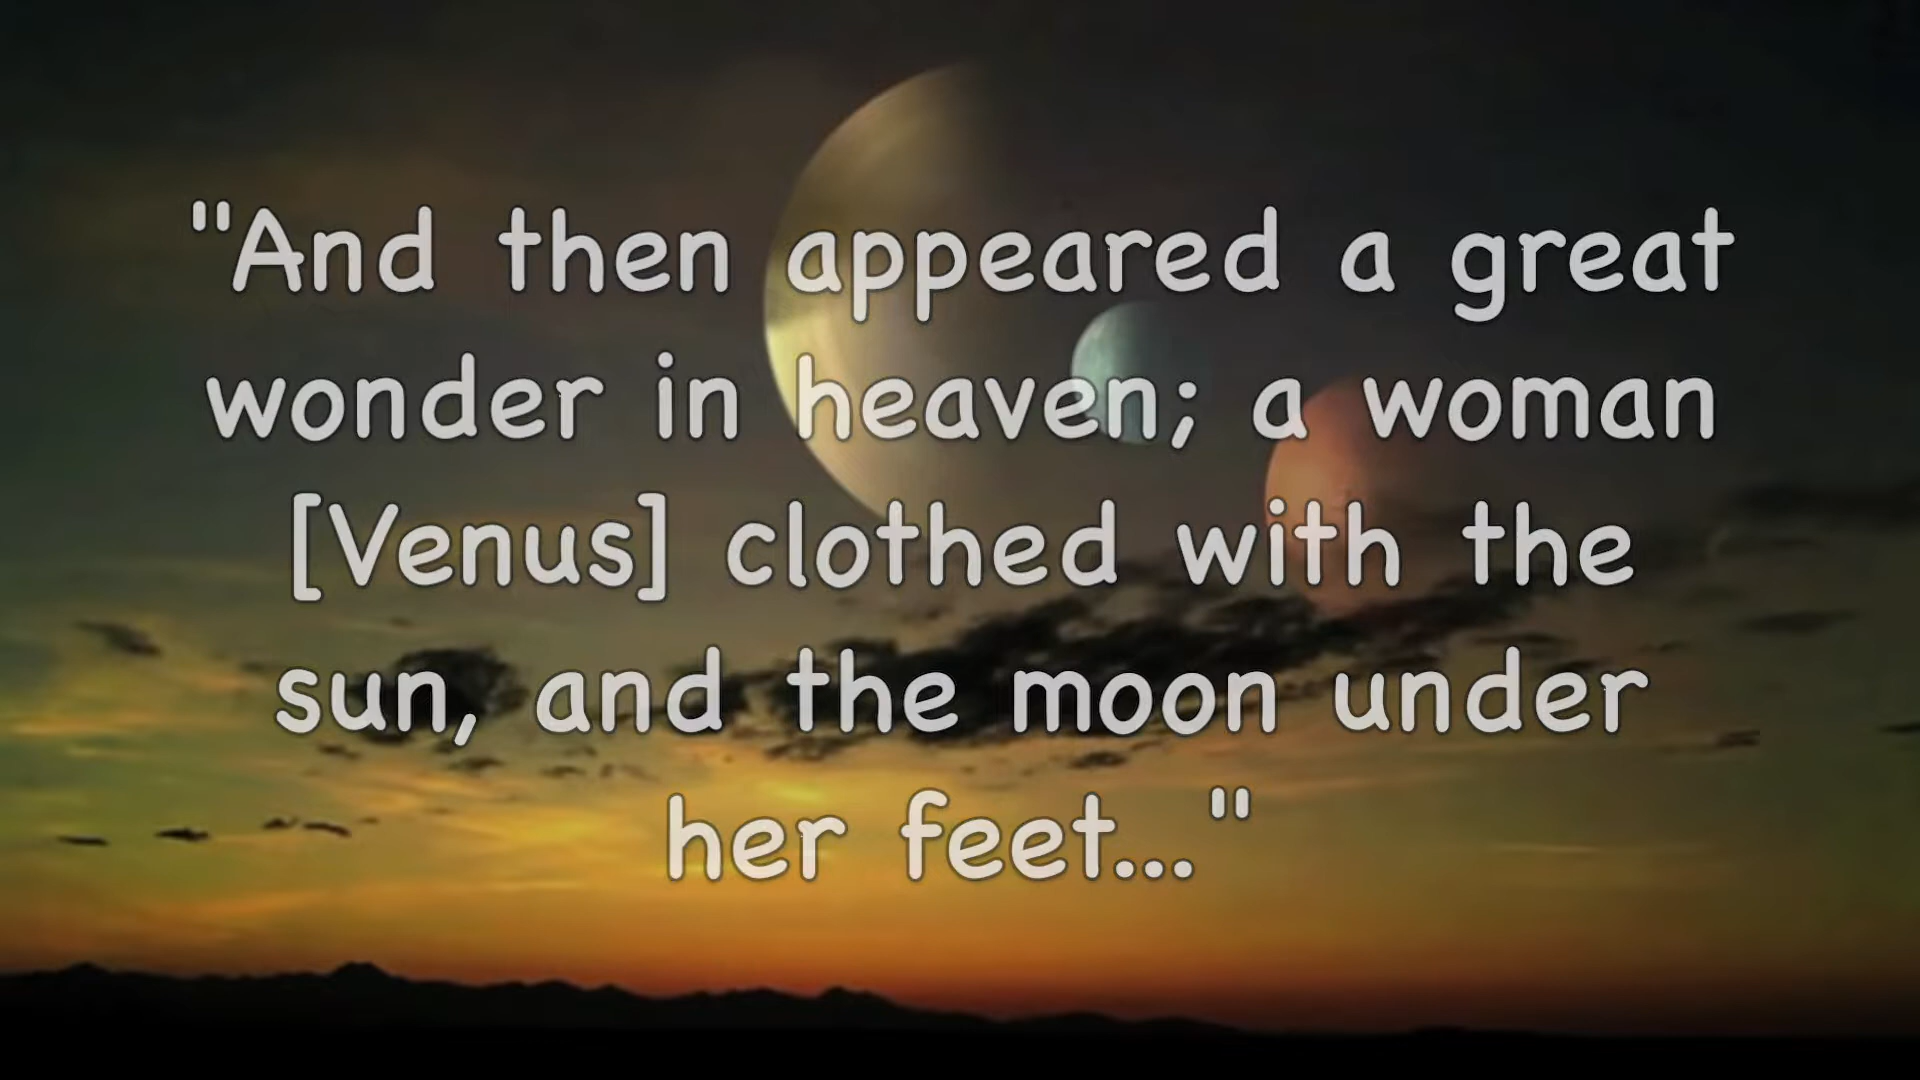 "And then appeared a great
wonder in heaven; a woman
[Venus] clothed with the
sun, and the moon under
her feet..."